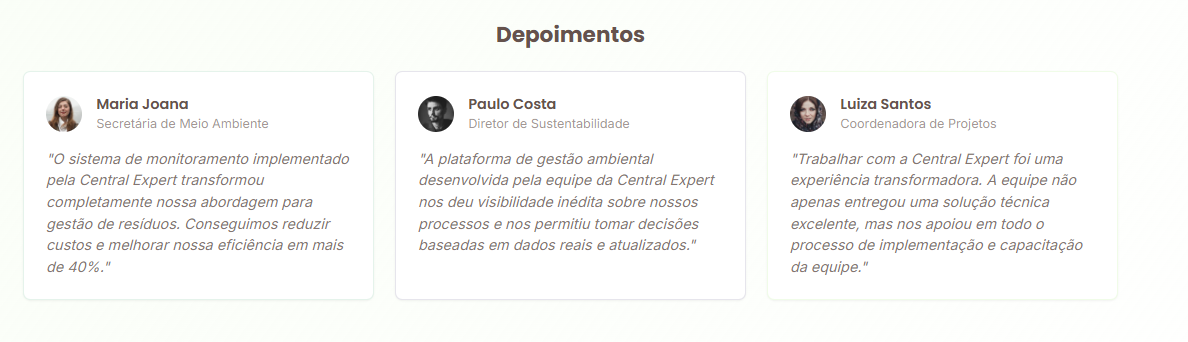 Depoimentos
Maria Joana
Secretária de Meio Ambiente
"O sistema de monitoramento implementado
pela Central Expert transformou
completamente nossa abordagem para
gestão de resíduos. Conseguimos reduzir
custos e melhorar nossa eficiência em mais
de 40%."
Paulo Costa
Diretor de Sustentabilidade
"A plataforma de gestão ambiental
desenvolvida pela equipe da Central Expert
nos deu visibilidade inédita sobre nossos
processos e nos permitiu tomar decisões
baseadas em dados reais e atualizados."
Luiza Santos
Coordenadora de Projetos
"Trabalhar com a Central Expert foi uma
experiência transformadora. A equipe não
apenas entregou uma solução técnica
excelente, mas nos apoiou em todo o
processo de implementação e capacitação
da equipe."